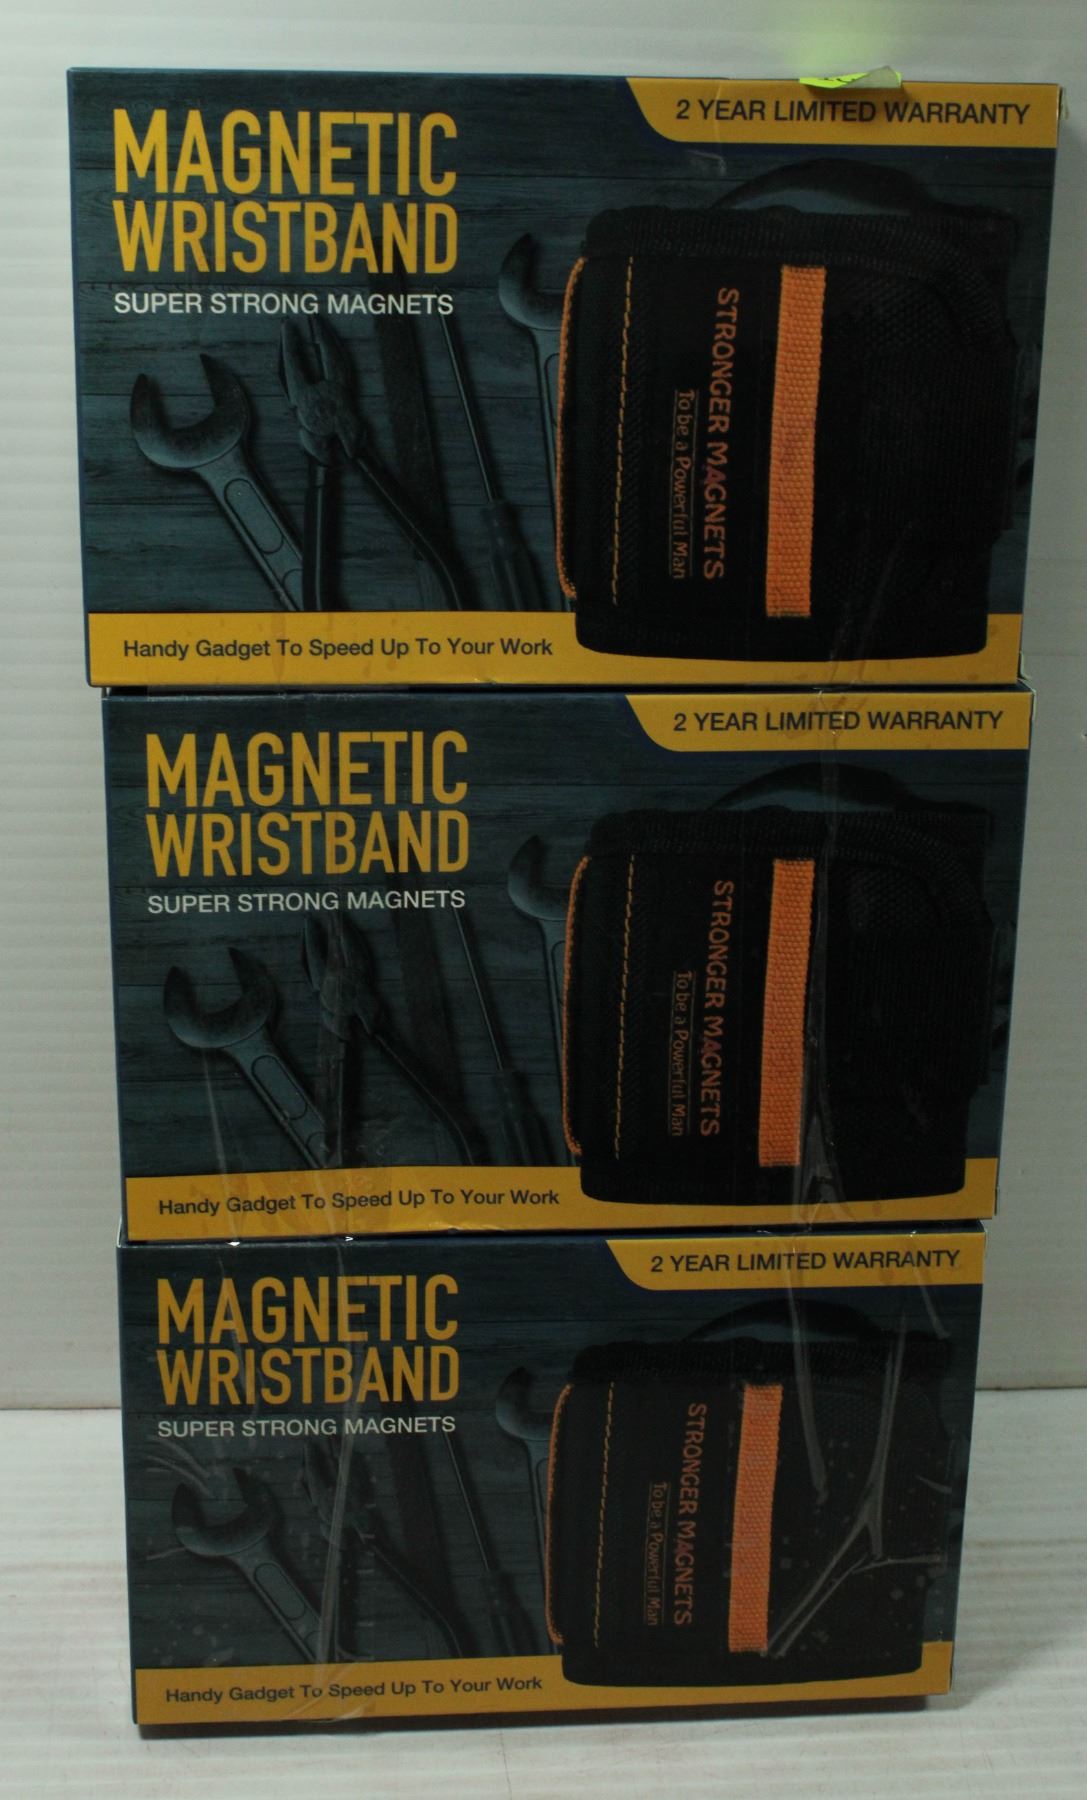 2 YEAR LIMITED WARRANTY
MAGNETIC
WRISTBAND
SUPER STRONG MAGNETS
STRONGER MAGNETS
To be a Powerful Man
Handy Gadget To Speed Up To Your Work
2 YEAR LIMITED WARRANTY
MAGNETIC
WRISTBAND
SUPER STRONG MAGNETS
STRONGER MAGNETS
To be a Powerful Man
Handy Gadget To Speed Up To Your Work
2 YEAR LIMITED WARRANTY
MAGNETIC
WRISTBAND
SUPER STRONG MAGNETS
STRONGER MAGNETS
To be a Powerful Man
Handy Gadget To Speed Up To Your Work